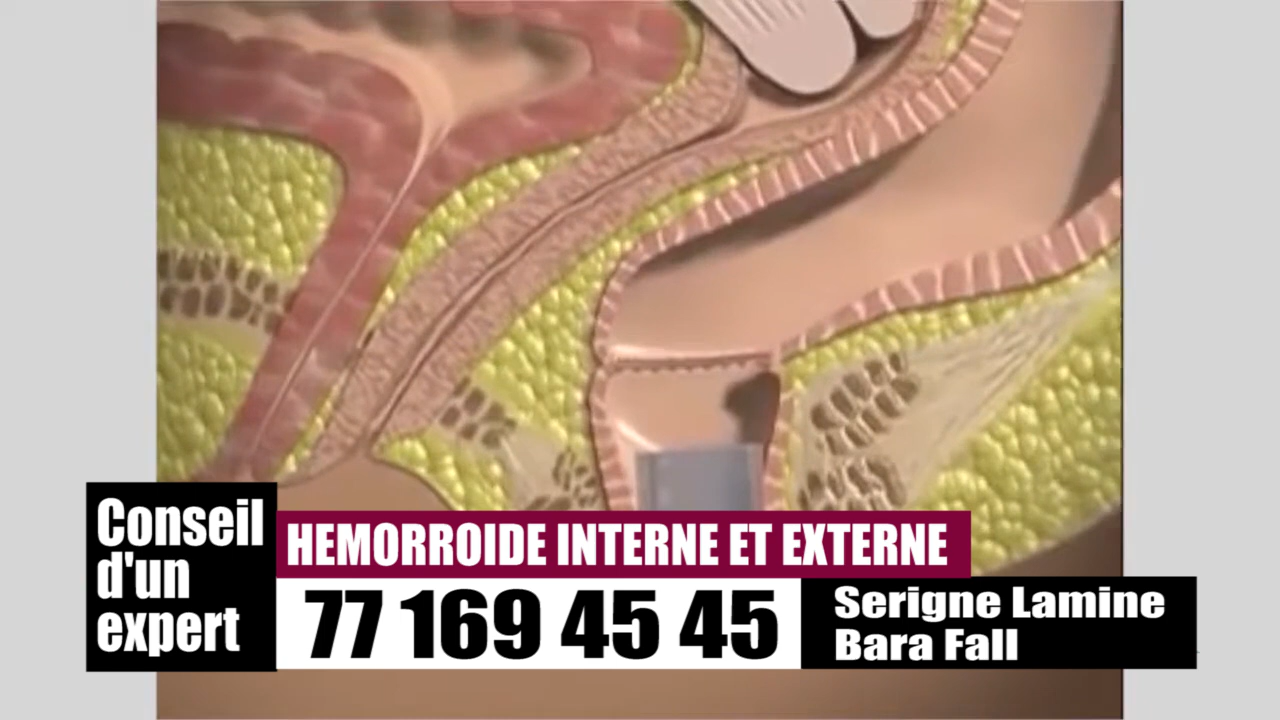 Conseil
d'un
expert
HEMORROIDE INTERNE ET EXTERNE
77 169 45 45
Serigne Lamine
Bara Fall